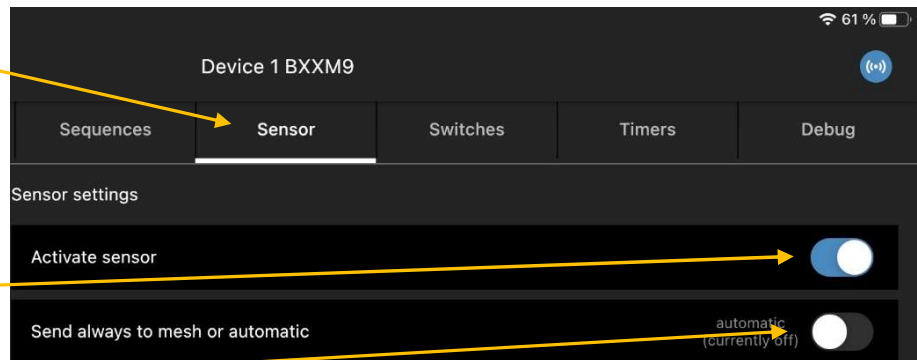 61 %
Device 1 BXXM9
Sequences Sensor Switches Timers Debug
Sensor settings
Activate sensor
Send always to mesh or automatic
automatic
(currently off)